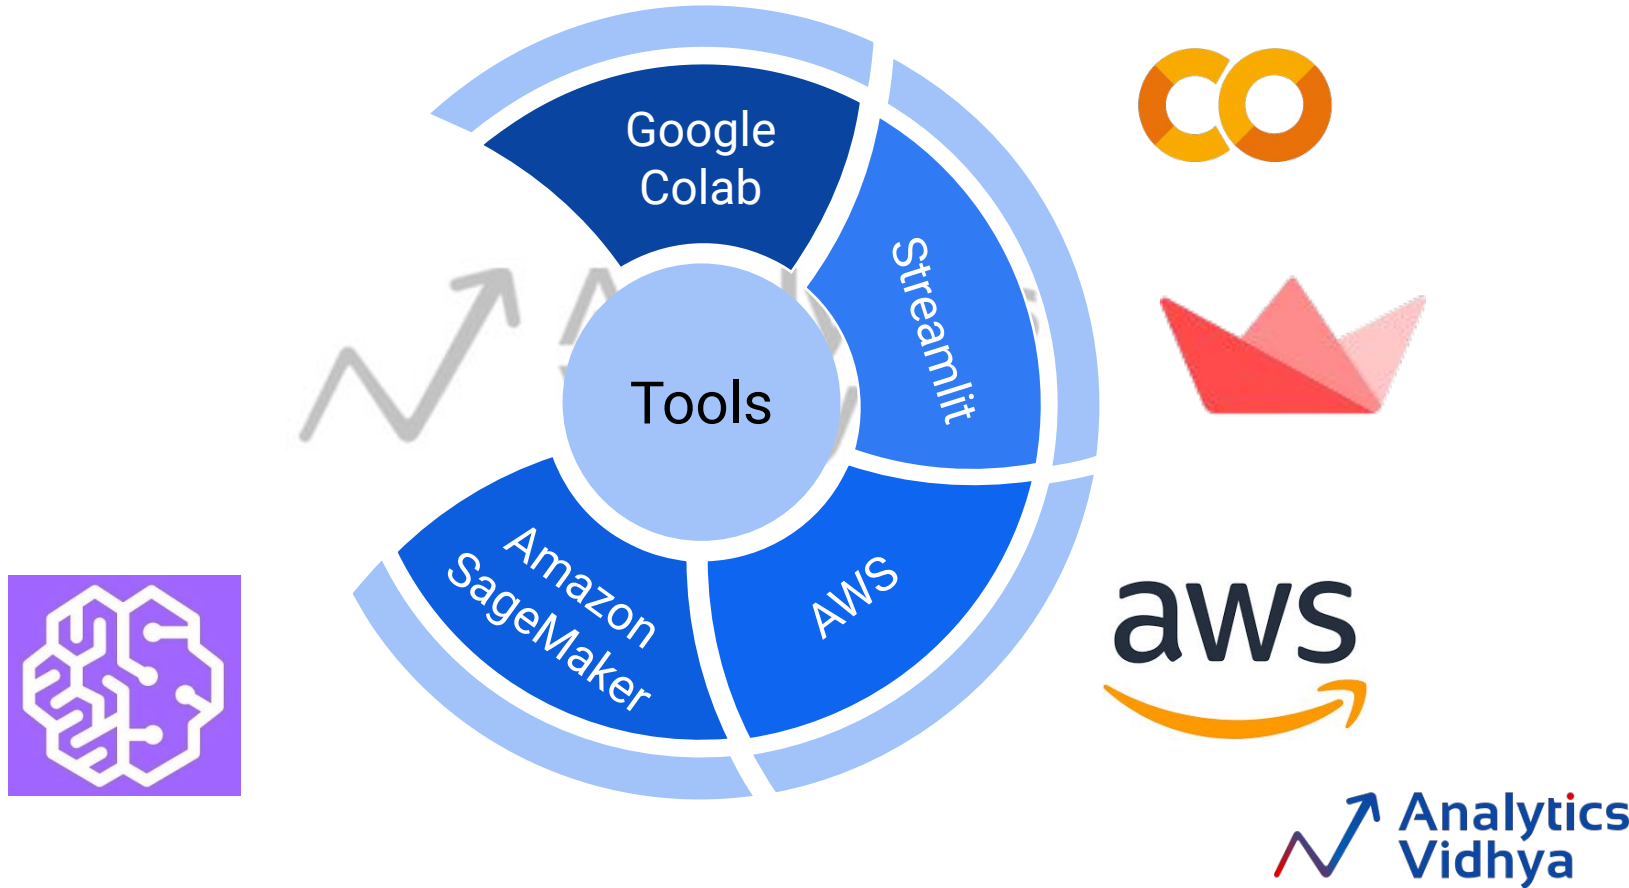 Google
Colab
Streamlit
Tools
Amazon
SageMaker
AWS
aws
Analytics
Vidhya